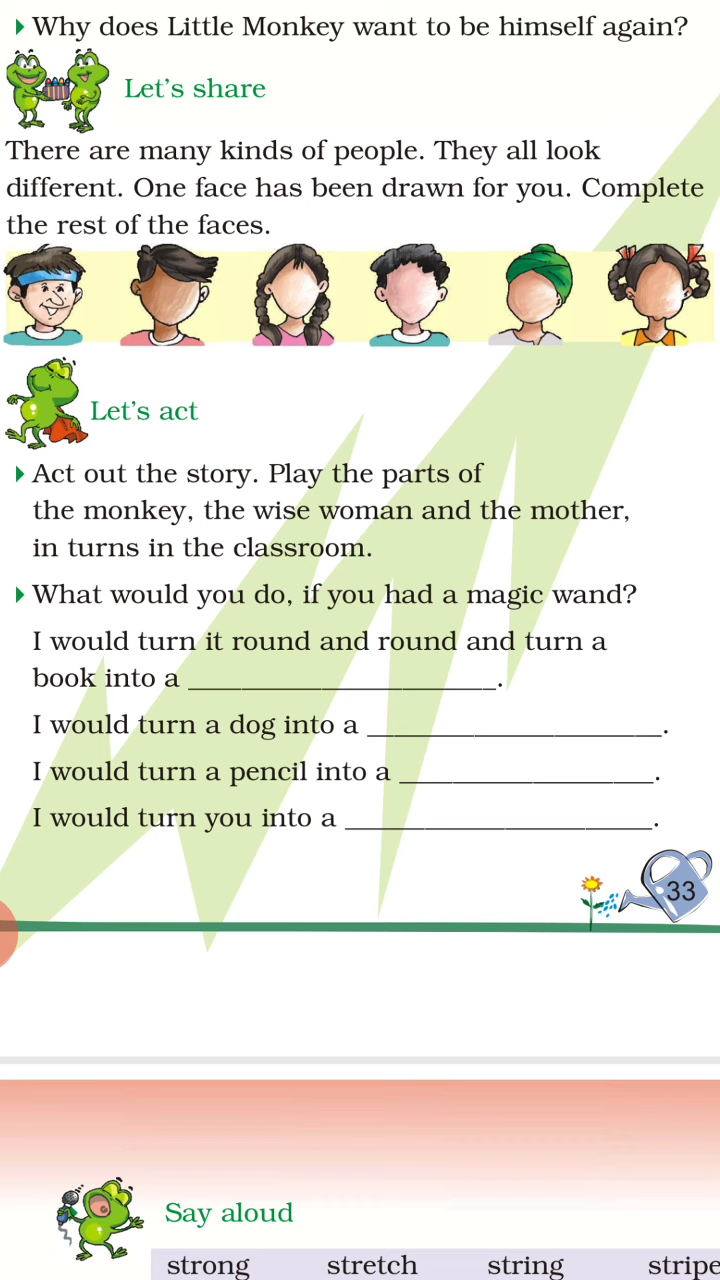 Why does Little Monkey want to be himself again?
Let's share
There are many kinds of people. They all look
different. One face has been drawn for you. Complete
the rest of the faces.
Let's act
Act out the story. Play the parts of
the monkey, the wise woman and the mother,
in turns in the classroom.
What would you do, if you had a magic wand?
I would turn it round and round and turn a
book into a ____________________.
I would turn a dog into a ____________________.
I would turn a pencil into a ____________________.
I would turn you into a ____________________.
33
Say aloud
strong stretch string stripe